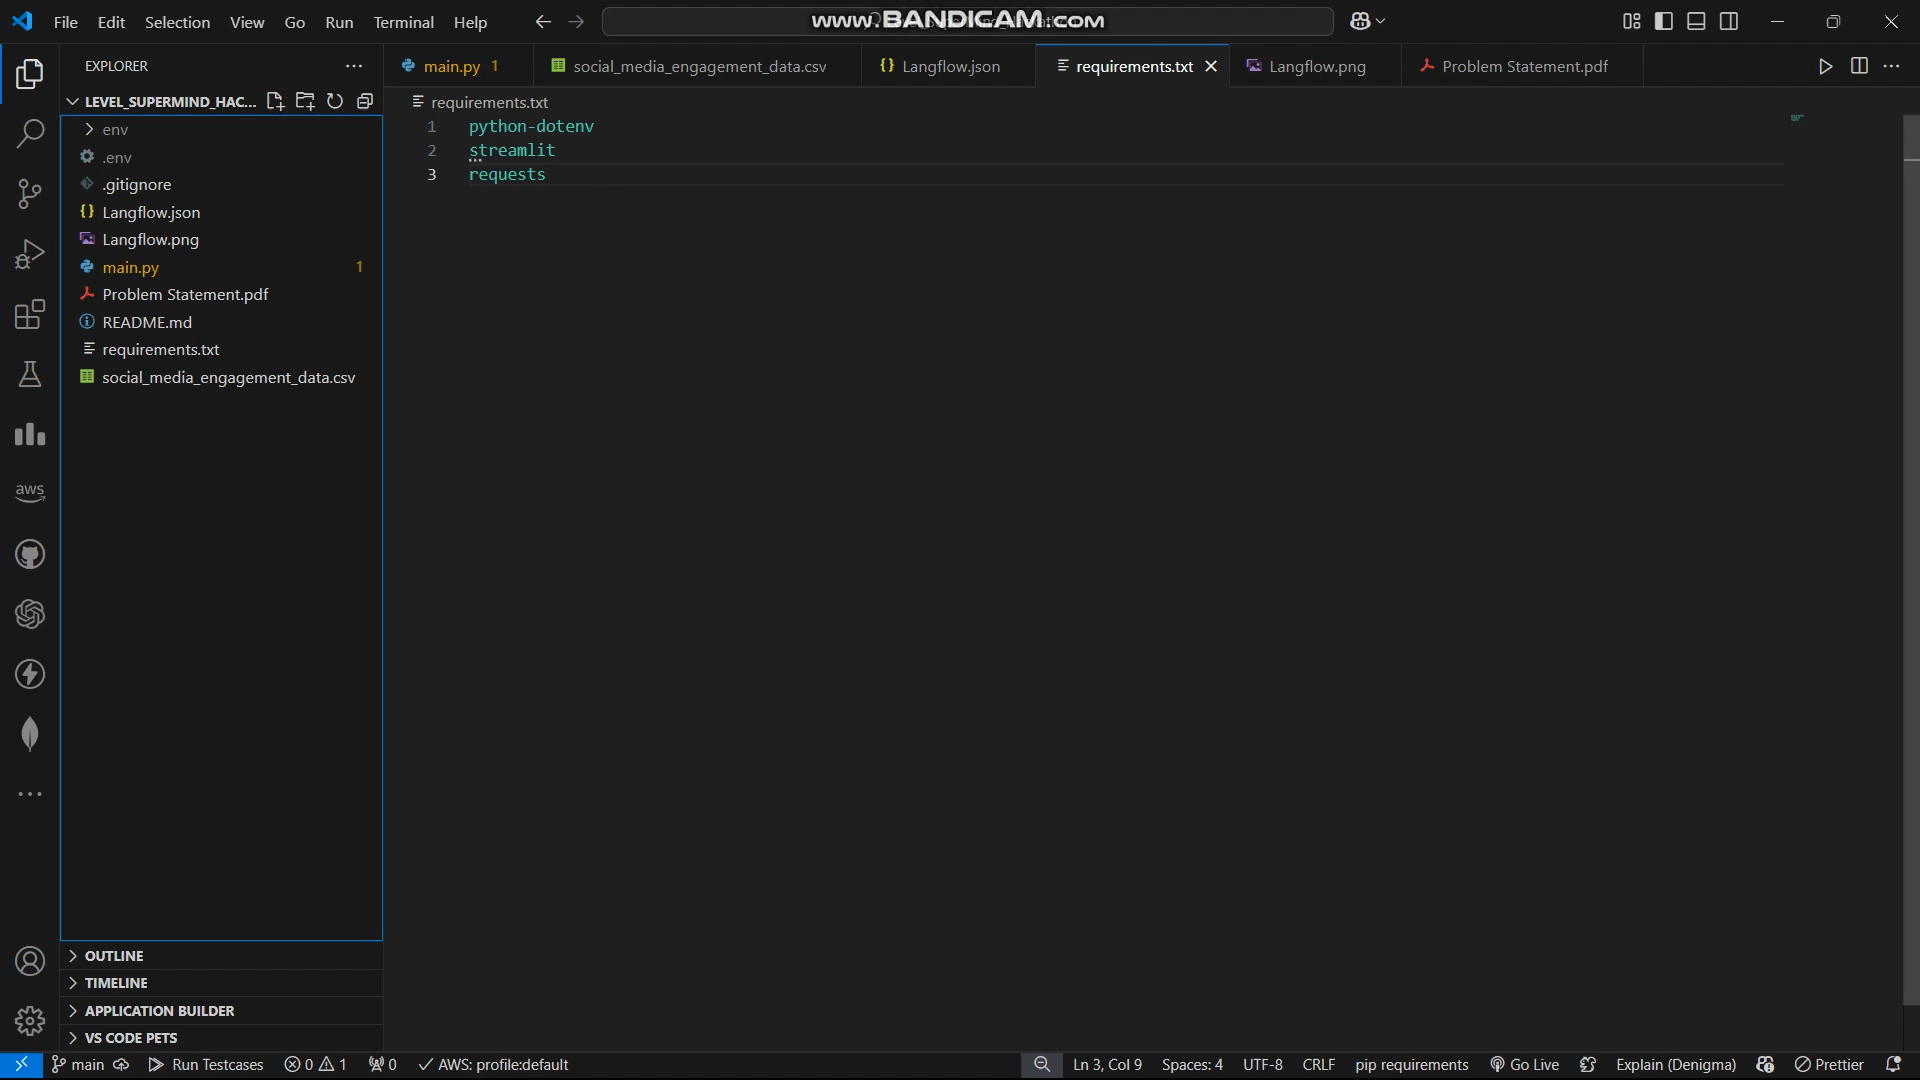 File Edit Selection View Go Run Terminal Help
www.BANDICAM.com
EXPLORER
main.py 1
social_media_engagement_data.csv
Langflow.json
requirements.txt
Langflow.png
Problem Statement.pdf
LEVEL_SUPERMIND_HAC...
requirements.txt
env
.env
.gitignore
Langflow.json
Langflow.png
main.py 1
Problem Statement.pdf
README.md
requirements.txt
social_media_engagement_data.csv
1 python-dotenv
2 streamlit
3 requests
aws
OUTLINE
TIMELINE
APPLICATION BUILDER
VS CODE PETS
main Run Testcases 0 1 0 AWS: profile:default
Ln 3, Col 9 Spaces: 4 UTF-8 CRLF pip requirements Go Live Explain (Denigma) Prettier